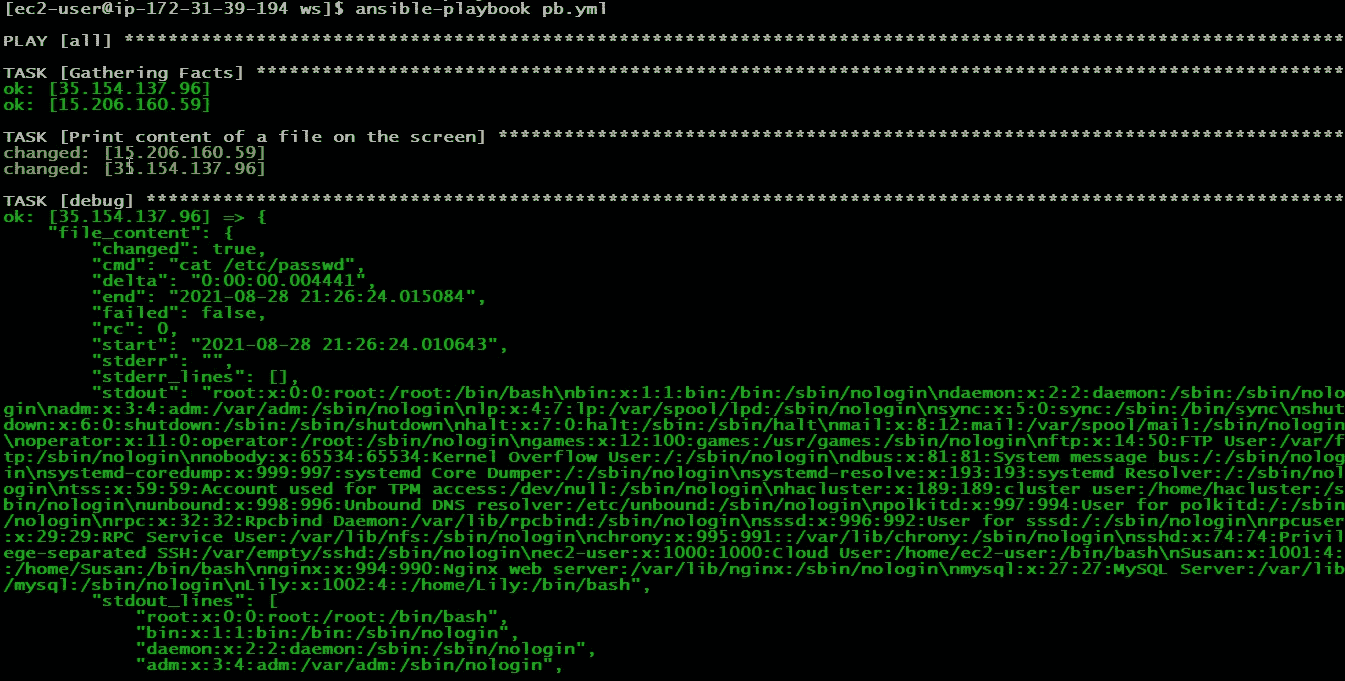 [ec2-user@ip-172-31-39-194 ws]$ ansible-playbook pb.yml
PLAY [all] ****************************************************************************************************************
TASK [Gathering Facts] ****************************************************************************************************
ok: [35.154.137.96]
ok: [15.206.160.59]
TASK [Print content of a file on the screen] ******************************************************************************
changed: [15.206.160.59]
changed: [35.154.137.96]
TASK [debug] **************************************************************************************************************
ok: [35.154.137.96] => {
    "file_content": {
        "changed": true,
        "cmd": "cat /etc/passwd",
        "delta": "0:00:00.004441",
        "end": "2021-08-28 21:26:24.015084",
        "failed": false,
        "rc": 0,
        "start": "2021-08-28 21:26:24.010643",
        "stderr": "",
        "stderr_lines": [],
        "stdout": "root:x:0:0:root:/root:/bin/bash\nbin:x:1:1:bin:/bin:/sbin/nologin\ndaemon:x:2:2:daemon:/sbin:/sbin/nolo
gin\nadm:x:3:4:adm:/var/adm:/sbin/nologin\nlp:x:4:7:lp:/var/spool/lpd:/sbin/nologin\nsync:x:5:0:sync:/sbin:/bin/sync\nshut
down:x:6:0:shutdown:/sbin:/sbin/shutdown\nhalt:x:7:0:halt:/sbin:/sbin/halt\nmail:x:8:12:mail:/var/spool/mail:/sbin/nologin
\noperator:x:11:0:operator:/root:/sbin/nologin\ngames:x:12:100:games:/usr/games:/sbin/nologin\nftp:x:14:50:FTP User:/var/f
tp:/sbin/nologin\nnobody:x:65534:65534:Kernel Overflow User:/:/sbin/nologin\ndbus:x:81:81:System message bus:/:/sbin/nolog
in\nsystemd-coredump:x:999:997:systemd Core Dumper:/:/sbin/nologin\nsystemd-resolve:x:193:193:systemd Resolver:/:/sbin/nol
ogin\ntss:x:59:59:Account used for TPM access:/dev/null:/sbin/nologin\nhacluster:x:189:189:cluster user:/home/hacluster:/s
bin/nologin\nunbound:x:998:996:Unbound DNS resolver:/etc/unbound:/sbin/nologin\npolkitd:x:997:994:User for polkitd:/:/sbin
/nologin\nrpc:x:32:32:Rpcbind Daemon:/var/lib/rpcbind:/sbin/nologin\nsssd:x:996:992:User for sssd:/:/sbin/nologin\nrpcuser
:x:29:29:RPC Service User:/var/lib/nfs:/sbin/nologin\nchrony:x:995:991::/var/lib/chrony:/sbin/nologin\nsshd:x:74:74:Privil
ege-separated SSH:/var/empty/sshd:/sbin/nologin\nec2-user:x:1000:1000:Cloud User:/home/ec2-user:/bin/bash\nSusan:x:1001:4:
:/home/Susan:/bin/bash\nnginx:x:994:990:Nginx web server:/var/lib/nginx:/sbin/nologin\nmysql:x:27:27:MySQL Server:/var/lib
/mysql:/sbin/nologin\nLily:x:1002:4::/home/Lily:/bin/bash",
        "stdout_lines": [
            "root:x:0:0:root:/root:/bin/bash",
            "bin:x:1:1:bin:/bin:/sbin/nologin",
            "daemon:x:2:2:daemon:/sbin:/sbin/nologin",
            "adm:x:3:4:adm:/var/adm:/sbin/nologin",